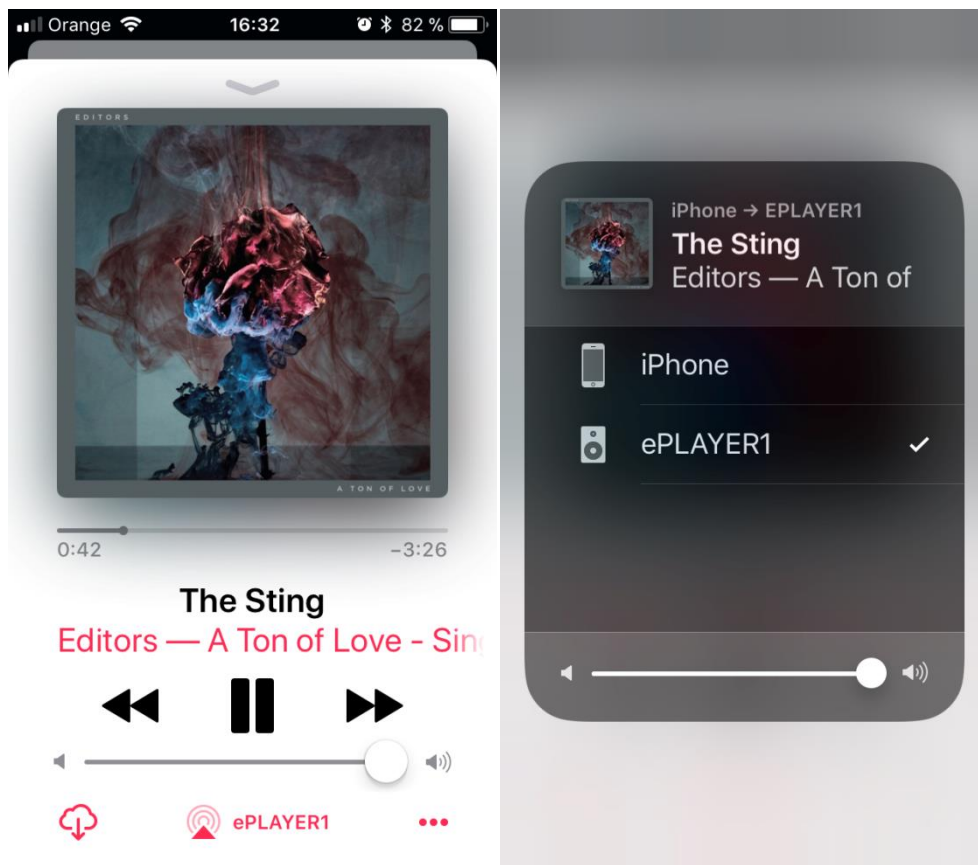 Orange 16:32 82 %
EDITORS
A TON OF LOVE
0:42 −3:26
The Sting
Editors — A Ton of Love - Sin
ePLAYER1
iPhone → EPLAYER1
The Sting
Editors — A Ton of
iPhone
ePLAYER1